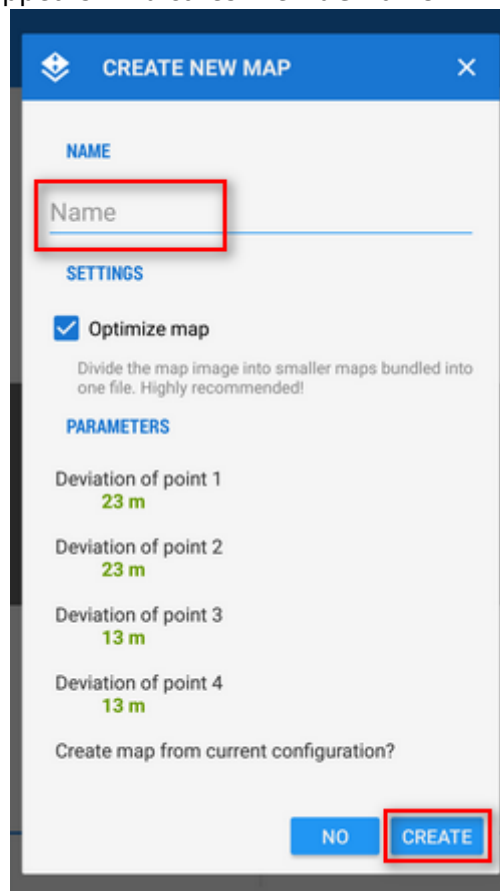 CREATE NEW MAP
NAME
Name
SETTINGS
Optimize map
Divide the map image into smaller maps bundled into
one file. Highly recommended!
PARAMETERS
Deviation of point 1
23 m
Deviation of point 2
23 m
Deviation of point 3
13 m
Deviation of point 4
13 m
Create map from current configuration?
NO CREATE